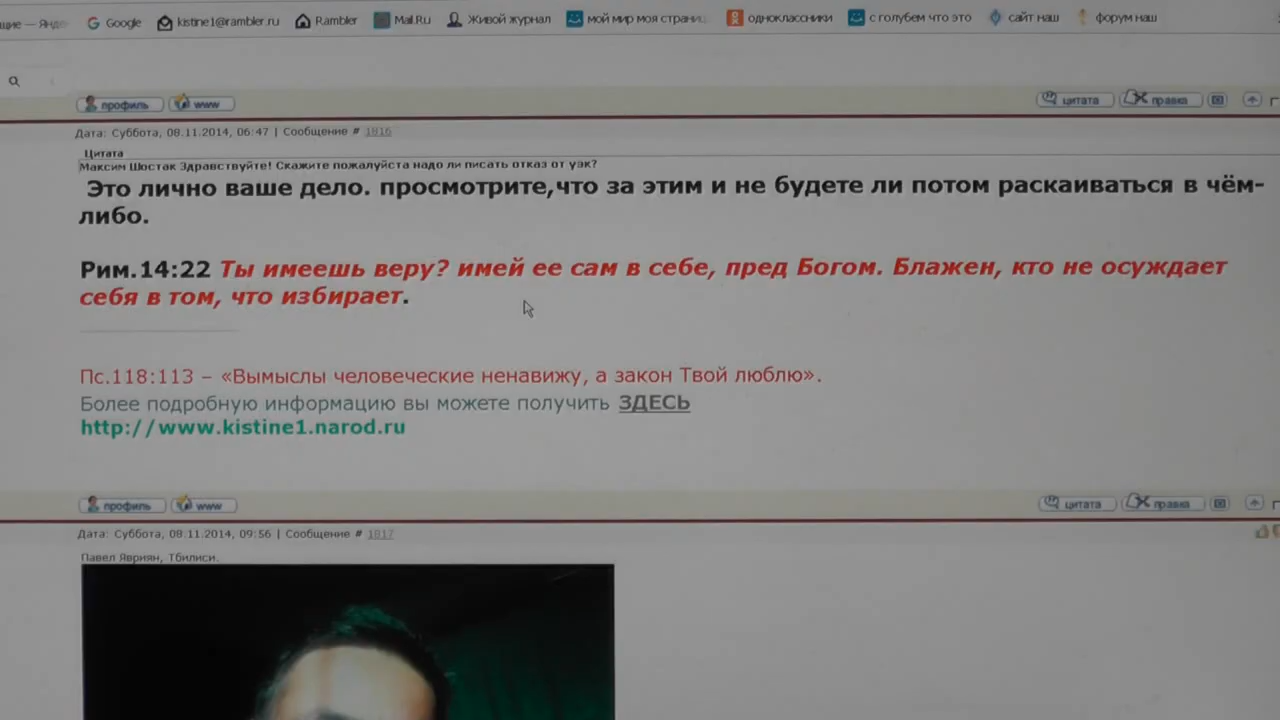 щие — Янде Google kistine1@rambler.ru Rambler Mail.Ru Живой журнал мой мир моя страни одноклассники с голубем что это сайт наш форум наш
профиль www цитата правка
Дата: Суббота, 08.11.2014, 06:47 | Сообщение # 1816
Цитата
Максим Шостак Здравствуйте! Скажите пожалуйста надо ли писать отказ от уэк?
Это лично ваше дело. просмотрите,что за этим и не будете ли потом раскаиваться в чём-
либо.
Рим.14:22 Ты имеешь веру? имей ее сам в себе, пред Богом. Блажен, кто не осуждает
себя в том, что избирает.
Пс.118:113 – «Вымыслы человеческие ненавижу, а закон Твой люблю».
Более подробную информацию вы можете получить ЗДЕСЬ
http://www.kistine1.narod.ru
профиль www цитата правка
Дата: Суббота, 08.11.2014, 09:56 | Сообщение # 1817
Павел Явриян, Тбилиси.